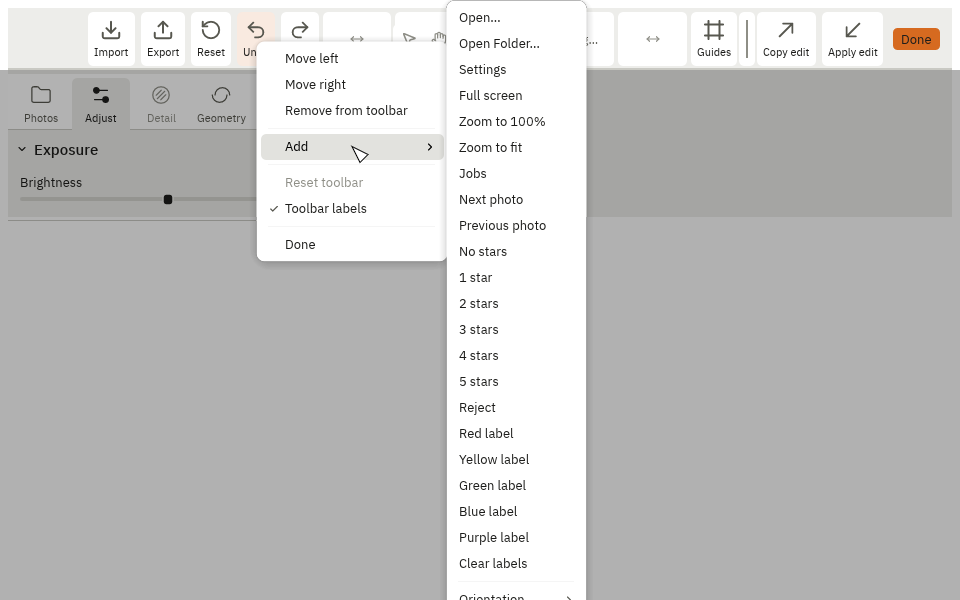 Import
Export
Reset
Guides
Copy edit
Apply edit
Done
Photos
Adjust
Detail
Geometry
Exposure
Brightness
Move left
Move right
Remove from toolbar
Add
Reset toolbar
Toolbar labels
Done
Open...
Open Folder...
Settings
Full screen
Zoom to 100%
Zoom to fit
Jobs
Next photo
Previous photo
No stars
1 star
2 stars
3 stars
4 stars
5 stars
Reject
Red label
Yellow label
Green label
Blue label
Purple label
Clear labels
Orientation